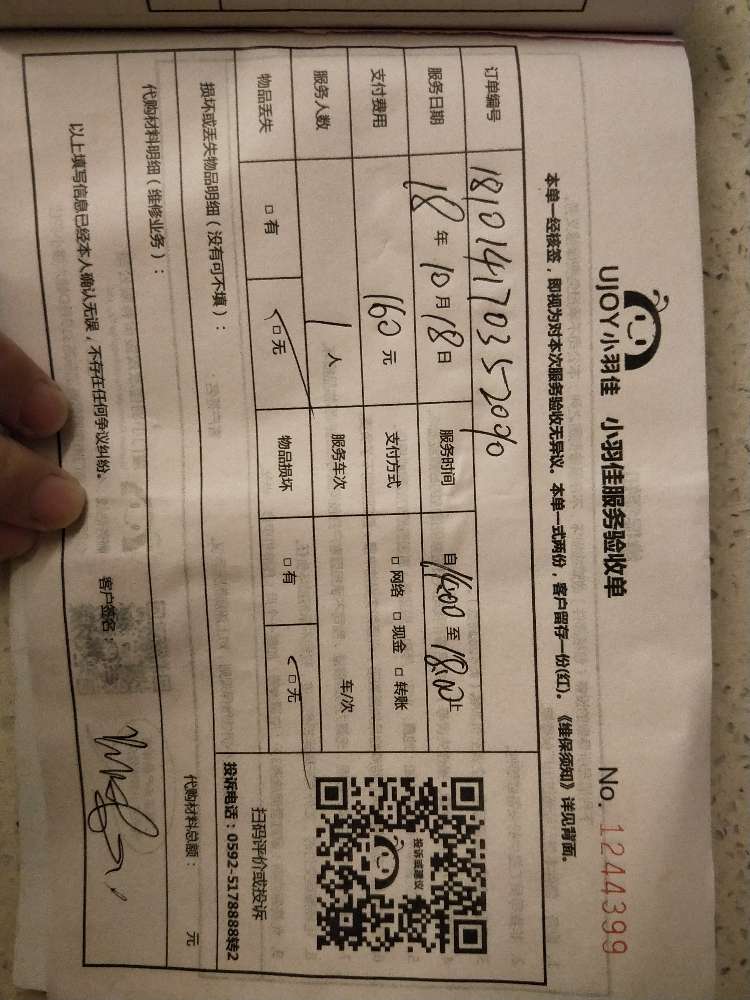 UJOY小羽佳 小羽佳服务验收单
No. 1244399
本单一经核签，即视为对本次服务验收无异议。本单一式两份，客户留存一份(红)。《维保须知》详见背面。
订单编号 181014170352090
服务日期 18 年 10 月 18 日 服务时间 自 14:00 至 18:00 止
支付费用 160 元 支付方式 □ 网络 □ 现金 □ 转账
服务人数 1 人 服务车次 车/次
物品丢失 □ 有 □ 无 物品损坏 □ 有 □ 无
投诉或建议
扫码评价或投诉
投诉电话：0592-5178888转2
损坏或丢失物品明细（没有可不填）：
代购材料明细（维修业务）： 代购材料总额： 元
以上填写信息已经本人确认无误，不存在任何争议纠纷。 客户签名：